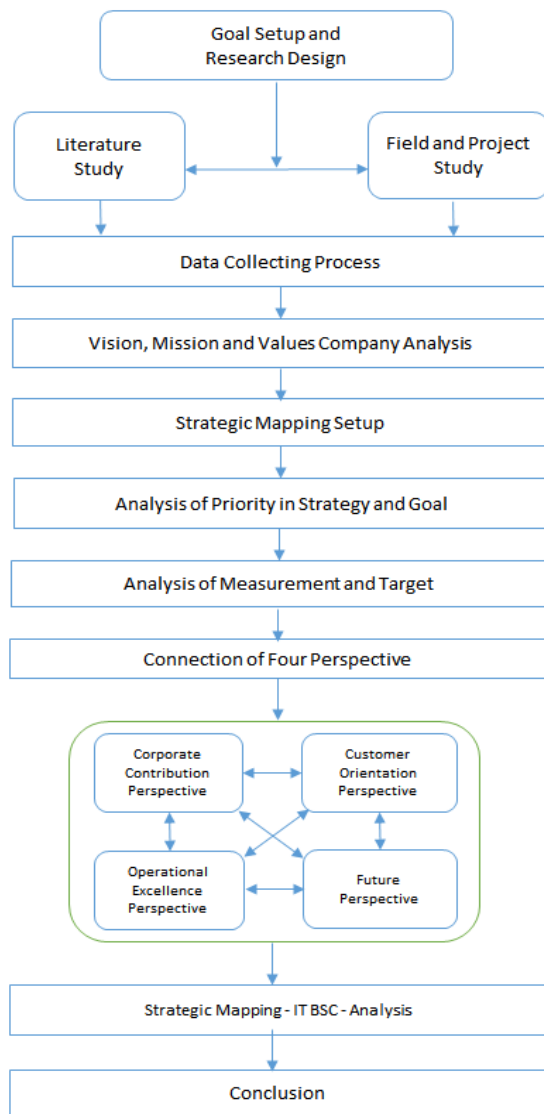 Goal Setup and
Research Design
Literature
Study
Field and Project
Study
Data Collecting Process
Vision, Mission and Values Company Analysis
Strategic Mapping Setup
Analysis of Priority in Strategy and Goal
Analysis of Measurement and Target
Connection of Four Perspective
Corporate
Contribution
Perspective
Customer
Orientation
Perspective
Operational
Excellence
Perspective
Future
Perspective
Strategic Mapping - IT BSC - Analysis
Conclusion